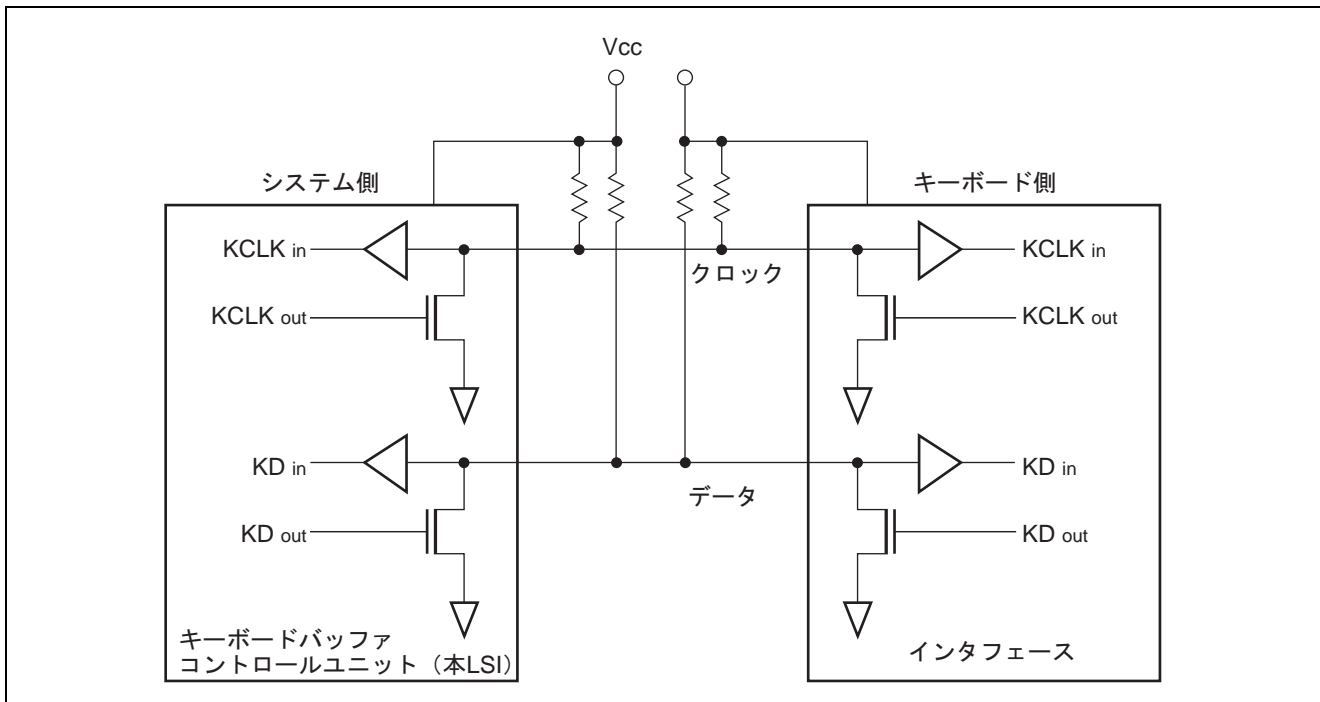 Vcc
システム側
キーボード側
KCLK in
KCLK in
クロック
KCLK out
KCLK out
KD in
KD in
データ
KD out
KD out
キーボードバッファ
コントロールユニット（本LSI）
インタフェース